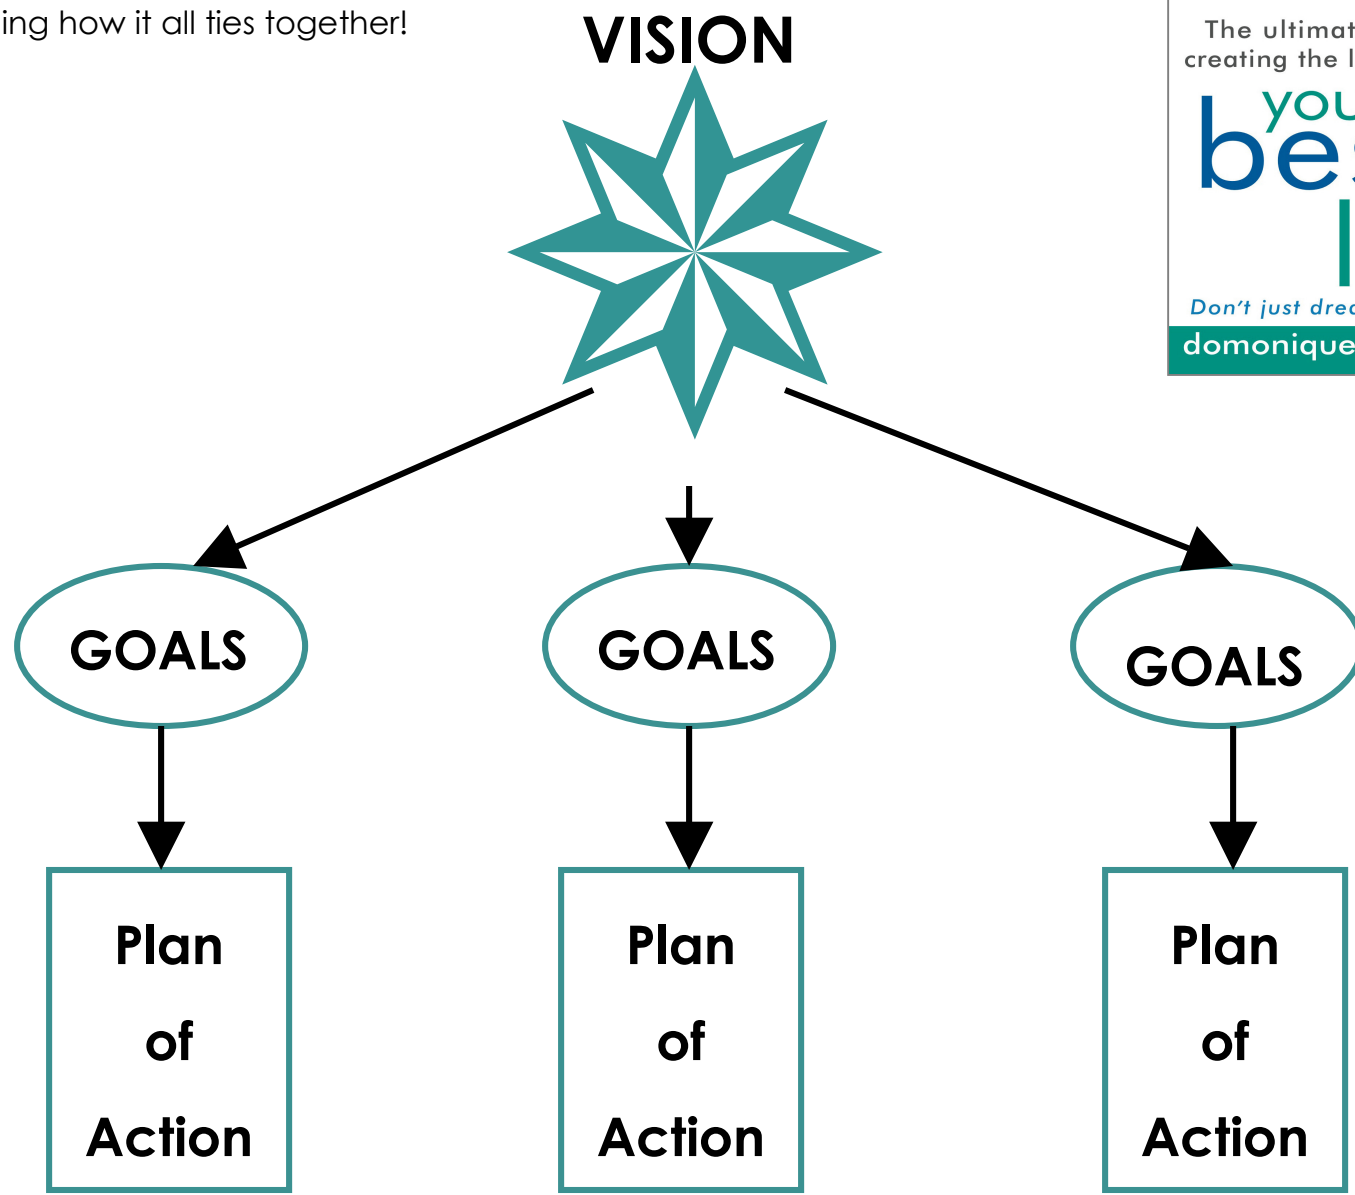 ing how it all ties together!
VISION
The ultimat
creating the l
you
bes
l
Don't just drea
domonique
GOALS
GOALS
GOALS
Plan
of
Action
Plan
of
Action
Plan
of
Action